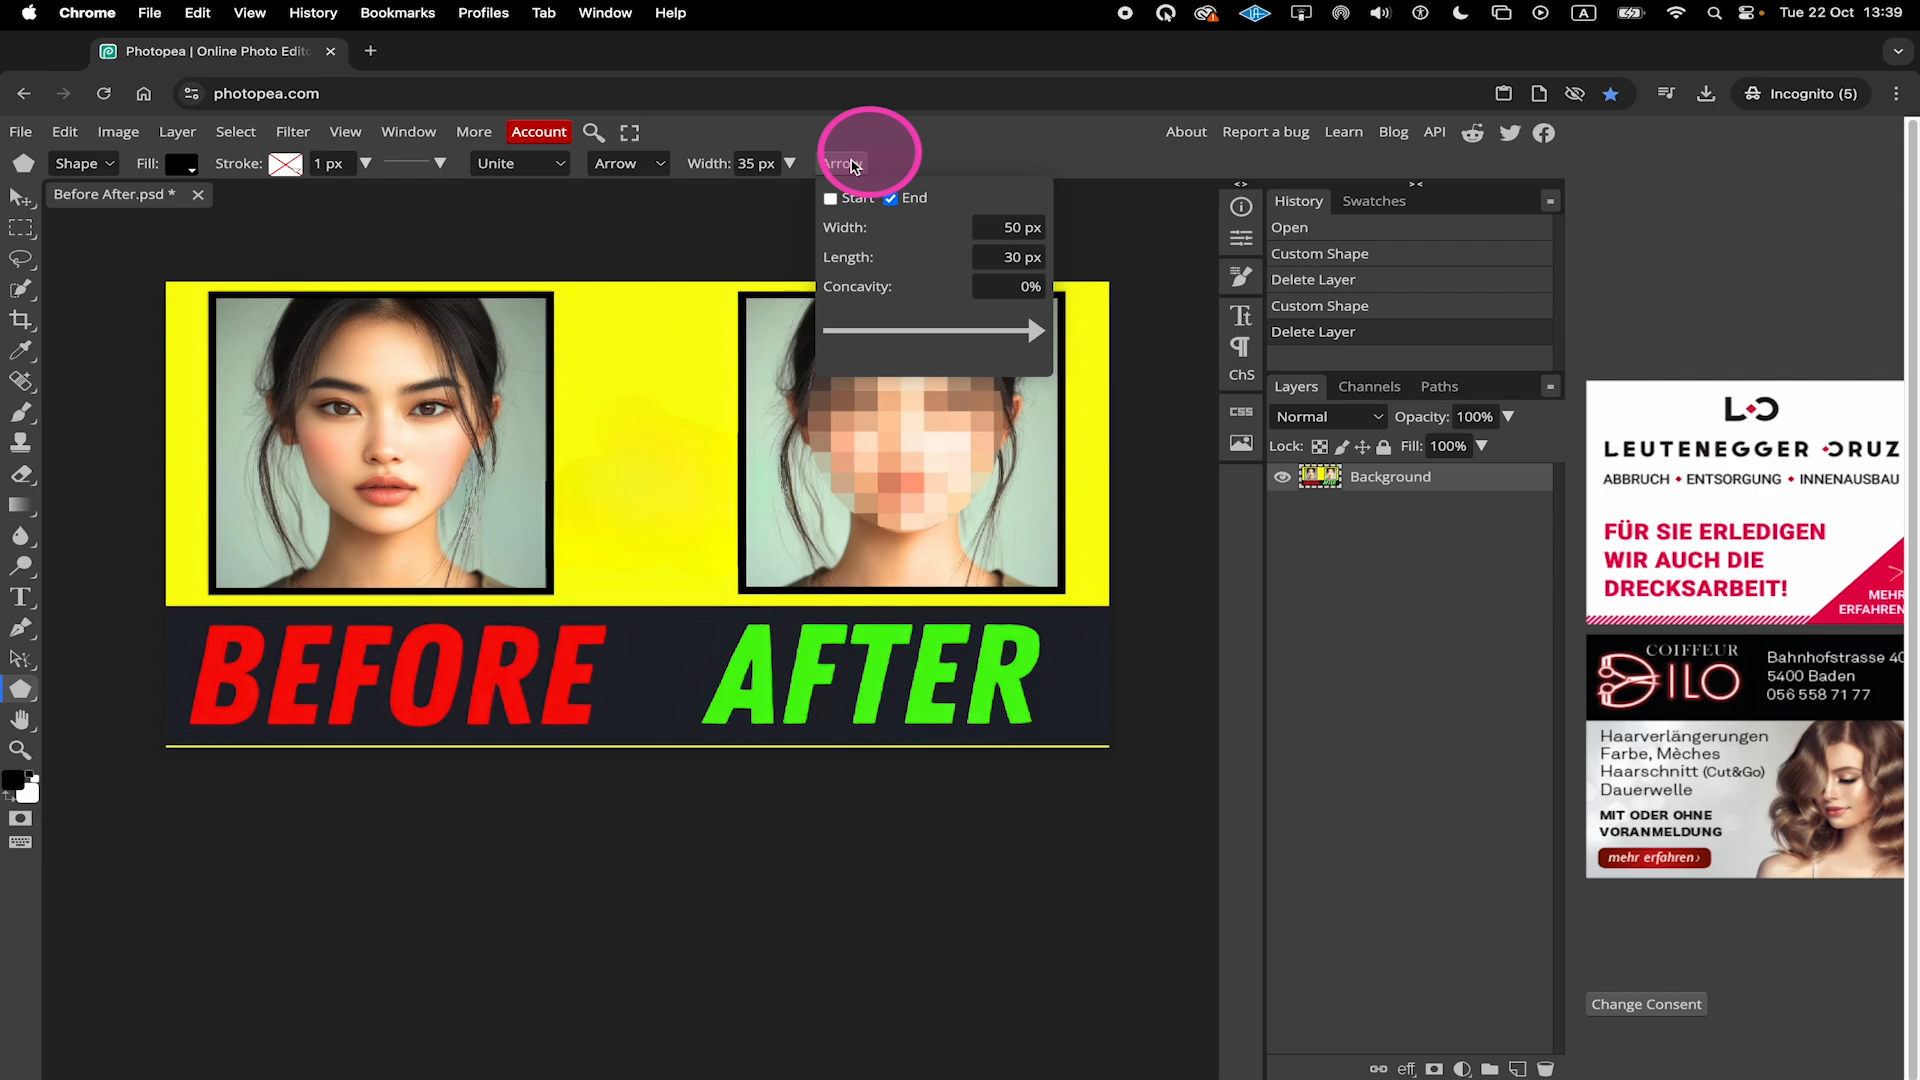 Chrome File Edit View History Bookmarks Profiles Tab Window Help A Tue 22 Oct 13:39
Photopea | Online Photo Edito
photopea.com Incognito (5)
File Edit Image Layer Select Filter View Window More Account About Report a bug Learn Blog API
Shape Fill: Stroke: 1 px Unite Arrow Width: 35 px Arrow
Before After.psd *
Start End
Width: 50 px
Length: 30 px
Concavity: 0%
BEFORE AFTER
History Swatches
Open
Custom Shape
Delete Layer
Custom Shape
Delete Layer
ChS
CSS
Layers Channels Paths
Normal Opacity: 100%
Lock: Fill: 100%
Background
eff
LEUTENEGGER CRUZ
ABBRUCH • ENTSORGUNG • INNENAUSBAU
FÜR SIE ERLEDIGEN
WIR AUCH DIE
DRECKSARBEIT!
MEHR
ERFAHREN
COIFFEUR
DILO
Bahnhofstrasse 40
5400 Baden
056 558 71 77
Haarverlängerungen
Farbe, Mèches
Haarschnitt (Cut&Go)
Dauerwelle
MIT ODER OHNE
VORANMELDUNG
mehr erfahren›
Change Consent